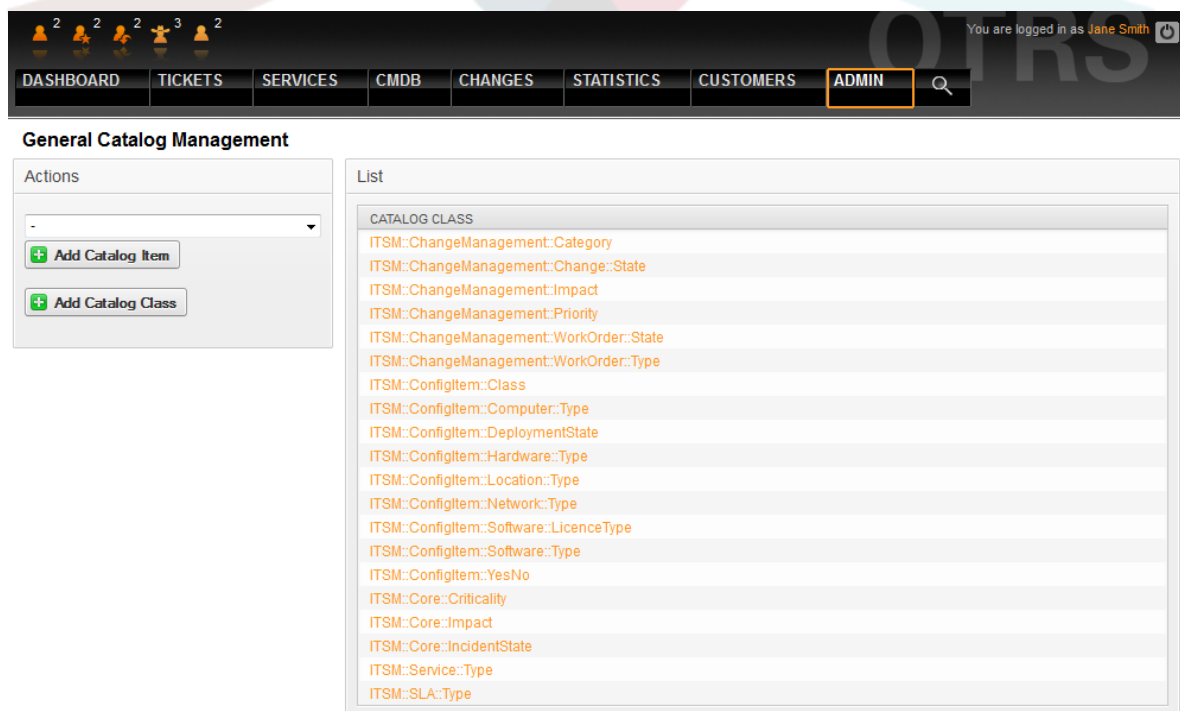 2 2 2 3 2
OTRS
You are logged in as Jane Smith
DASHBOARD TICKETS SERVICES CMDB CHANGES STATISTICS CUSTOMERS ADMIN
General Catalog Management
Actions
-
Add Catalog Item
Add Catalog Class
List
CATALOG CLASS
ITSM::ChangeManagement::Category
ITSM::ChangeManagement::Change::State
ITSM::ChangeManagement::Impact
ITSM::ChangeManagement::Priority
ITSM::ChangeManagement::WorkOrder::State
ITSM::ChangeManagement::WorkOrder::Type
ITSM::ConfigItem::Class
ITSM::ConfigItem::Computer::Type
ITSM::ConfigItem::DeploymentState
ITSM::ConfigItem::Hardware::Type
ITSM::ConfigItem::Location::Type
ITSM::ConfigItem::Network::Type
ITSM::ConfigItem::Software::LicenceType
ITSM::ConfigItem::Software::Type
ITSM::ConfigItem::YesNo
ITSM::Core::Criticality
ITSM::Core::Impact
ITSM::Core::IncidentState
ITSM::Service::Type
ITSM::SLA::Type